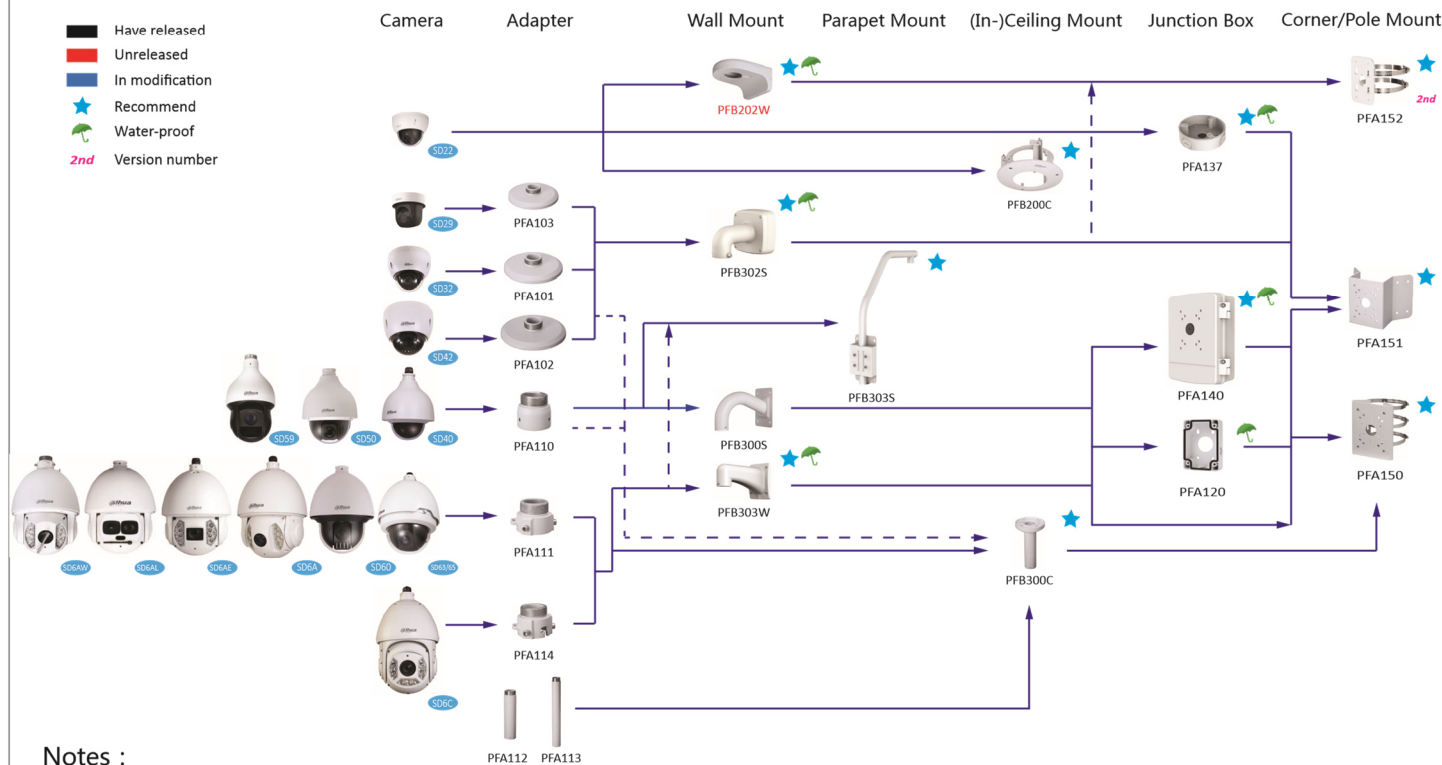 Camera Adapter Wall Mount Parapet Mount (In-)Ceiling Mount Junction Box Corner/Pole Mount
Have released
Unreleased
In modification
Recommend
Water-proof
2nd Version number
PFB202W
2nd
PFA152
SD22
PFA137
PFB200C
SD29
PFA103
PFB302S
SD32
PFA101
PFA151
SD42
PFA102
PFB303S
PFA140
alhua
SD59
SD50
SD40
PFA110
PFB300S
PFA120
PFA150
PFB303W
alhua
SD6AW
SD6AL
SD6AE
SD6A
SD60
SD63/65
PFA111
PFB300C
alhua
SD6C
PFA114
PFA112 PFA113
Notes :